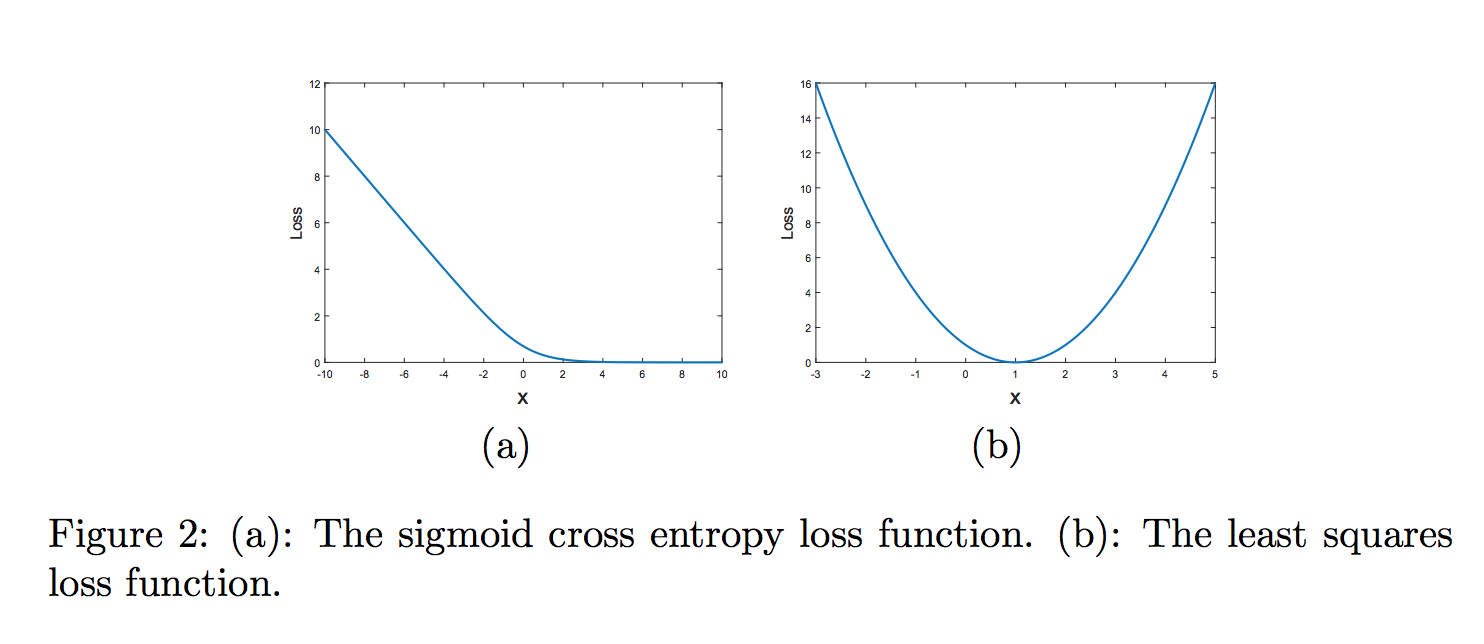 12
10
8
6
4
2
0
Loss
-10 -8 -6 -4 -2 0 2 4 6 8 10
x
(a)
16
14
12
10
8
6
4
2
0
Loss
-3 -2 -1 0 1 2 3 4 5
x
(b)
Figure 2: (a): The sigmoid cross entropy loss function. (b): The least squares
loss function.